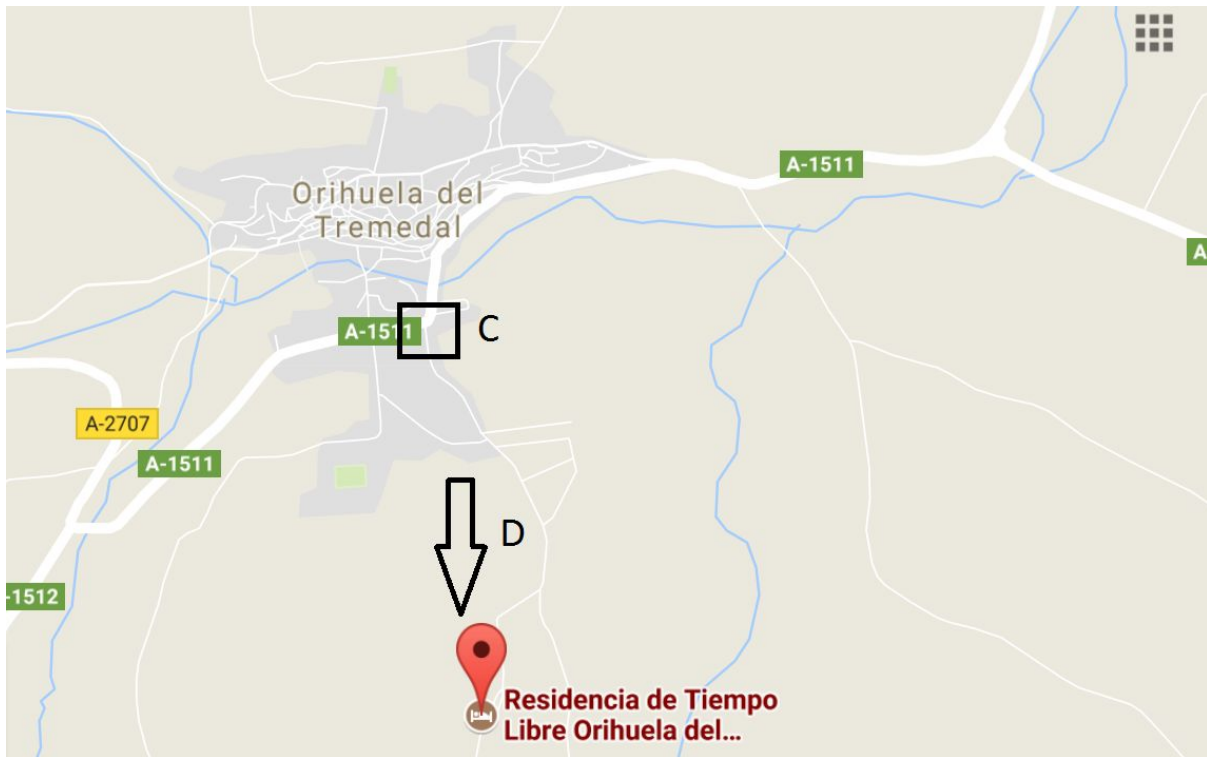 A-1511
Orihuela del
Tremedal
A
A-1511
C
A-2707
A-1511
D
-1512
Residencia de Tiempo
Libre Orihuela del...